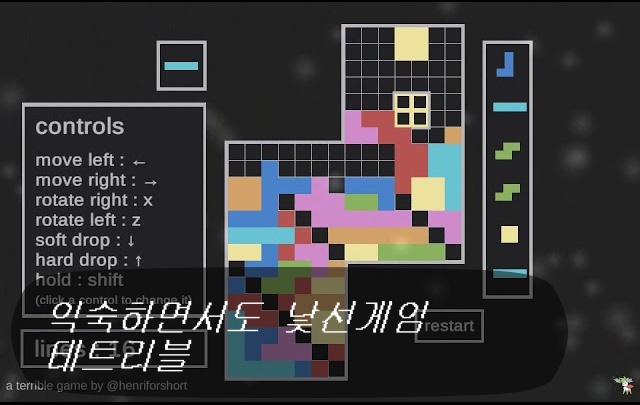 controls
move left : ←
move right : →
rotate right : x
rotate left : z
soft drop : ↓
hard drop : ↑
hold : shift
(click a control to change it)
익숙하면서도 낯선게임
테트리블
restart
lines : 16
a terrible game by @henriforshort